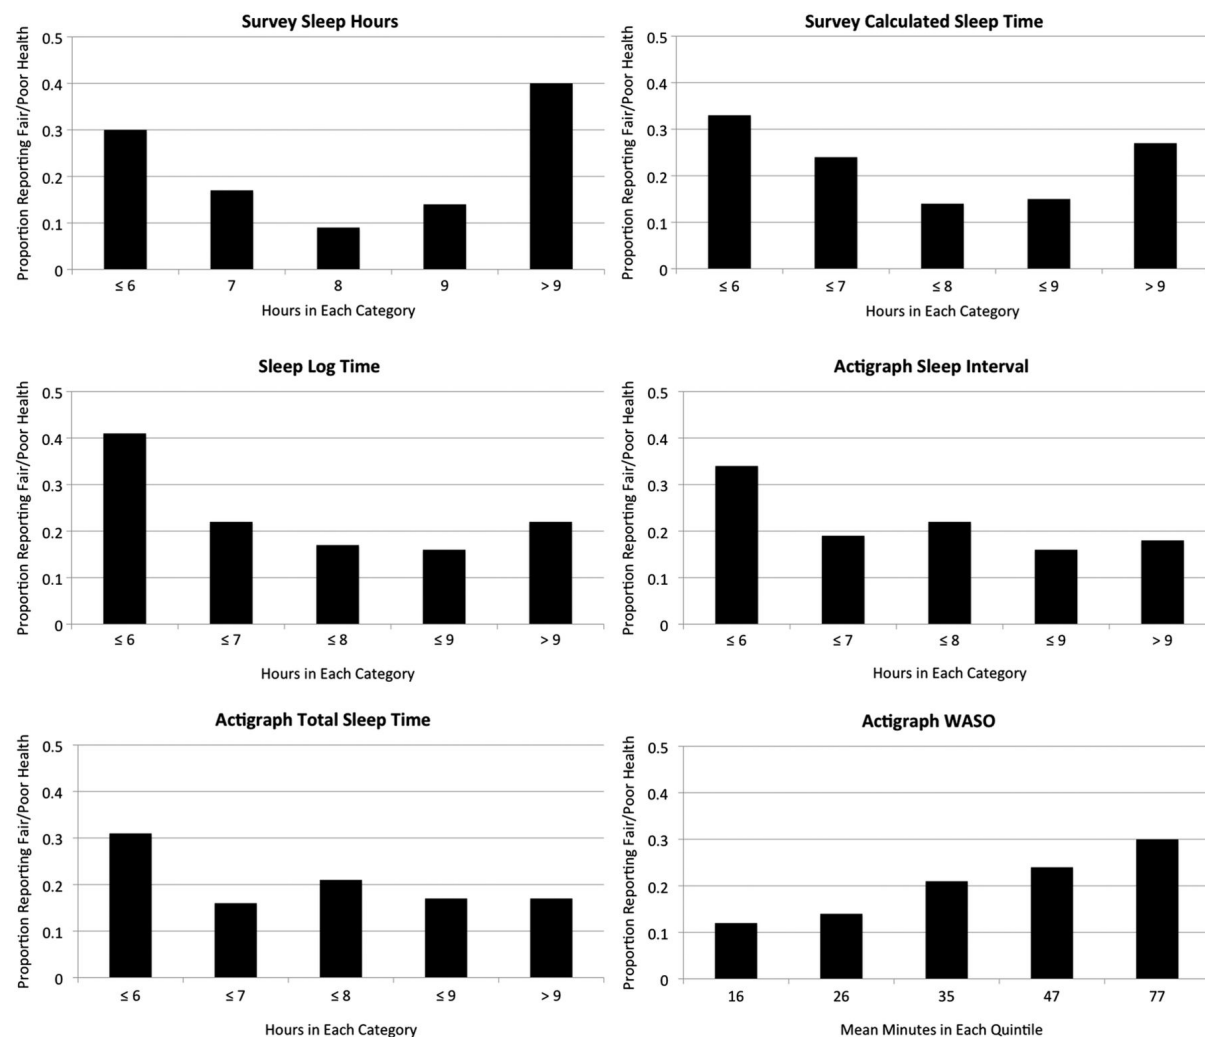 Survey Sleep Hours
Proportion Reporting Fair/Poor Health
0.5
0.4
0.3
0.2
0.1
0
≤ 6 7 8 9 > 9
Hours in Each Category
Survey Calculated Sleep Time
Proportion Reporting Fair/Poor Health
0.5
0.4
0.3
0.2
0.1
0
≤ 6 ≤ 7 ≤ 8 ≤ 9 > 9
Hours in Each Category
Sleep Log Time
Proportion Reporting Fair/Poor Health
0.5
0.4
0.3
0.2
0.1
0
≤ 6 ≤ 7 ≤ 8 ≤ 9 > 9
Hours in Each Category
Actigraph Sleep Interval
Proportion Reporting Fair/Poor Health
0.5
0.4
0.3
0.2
0.1
0
≤ 6 ≤ 7 ≤ 8 ≤ 9 > 9
Hours in Each Category
Actigraph Total Sleep Time
Proportion Reporting Fair/Poor Health
0.5
0.4
0.3
0.2
0.1
0
≤ 6 ≤ 7 ≤ 8 ≤ 9 > 9
Hours in Each Category
Actigraph WASO
Proportion Reporting Fair/Poor Health
0.5
0.4
0.3
0.2
0.1
0
16 26 35 47 77
Mean Minutes in Each Quintile